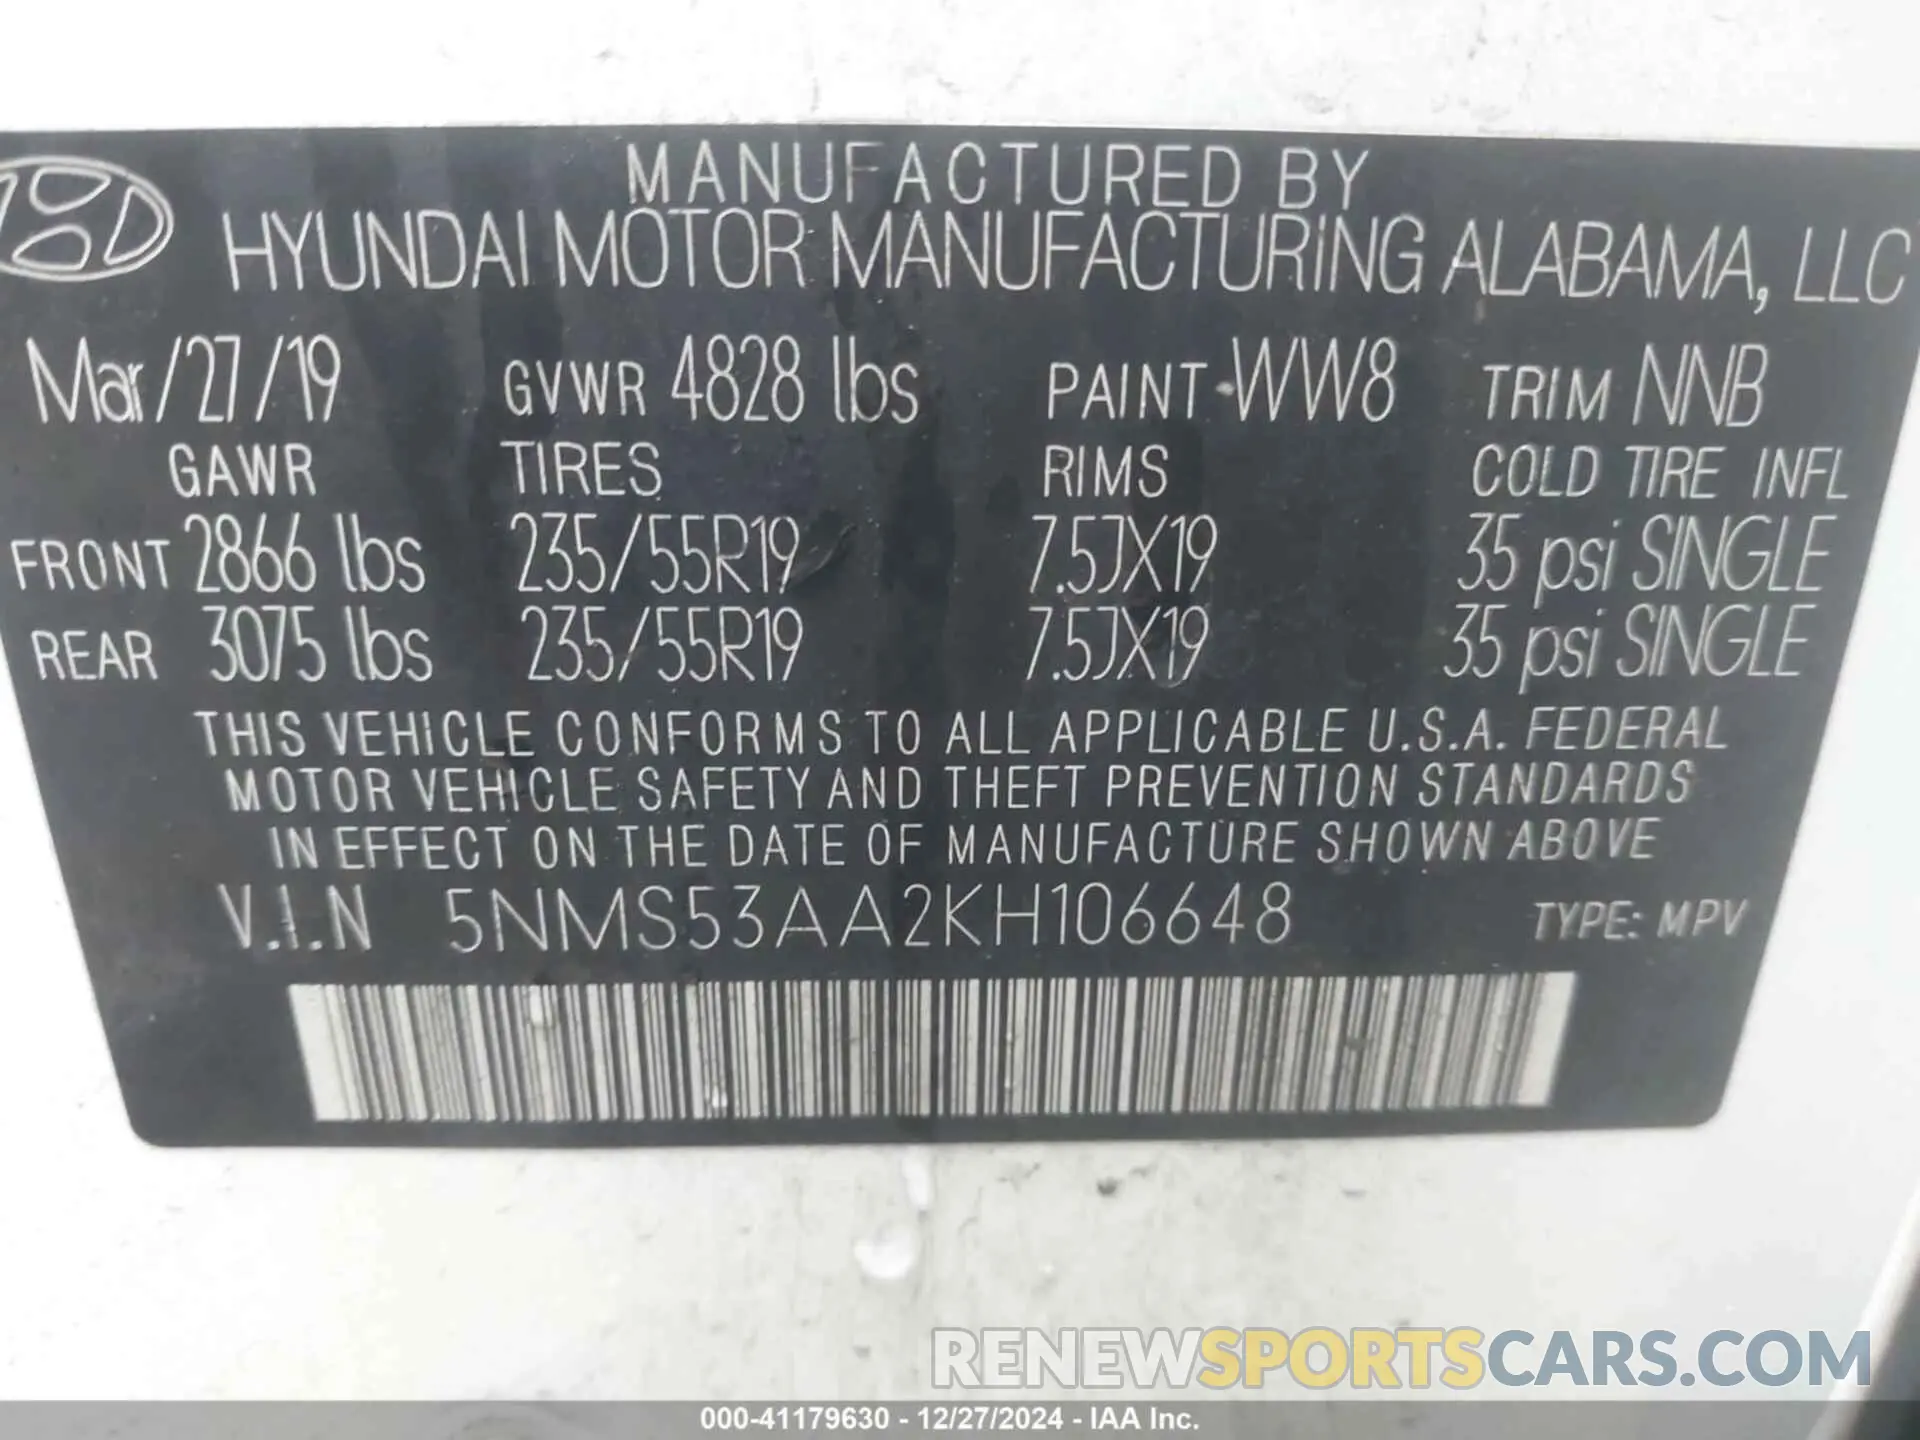 MANUFACTURED BY
HYUNDAI MOTOR MANUFACTURING ALABAMA, LLC
Mar/27/19 GVWR 4828 lbs PAINT WW8 TRIM NNB
GAWR TIRES RIMS COLD TIRE INFL
FRONT 2866 lbs 235/55R19 7.5JX19 35 psi SINGLE
REAR 3075 lbs 235/55R19 7.5JX19 35 psi SINGLE
THIS VEHICLE CONFORMS TO ALL APPLICABLE U.S.A. FEDERAL
MOTOR VEHICLE SAFETY AND THEFT PREVENTION STANDARDS
IN EFFECT ON THE DATE OF MANUFACTURE SHOWN ABOVE
V.I.N 5NMS53AA2KH106648 TYPE: MPV
RENEWSPORTSCARS.COM
000-41179630 - 12/27/2024 - IAA Inc.